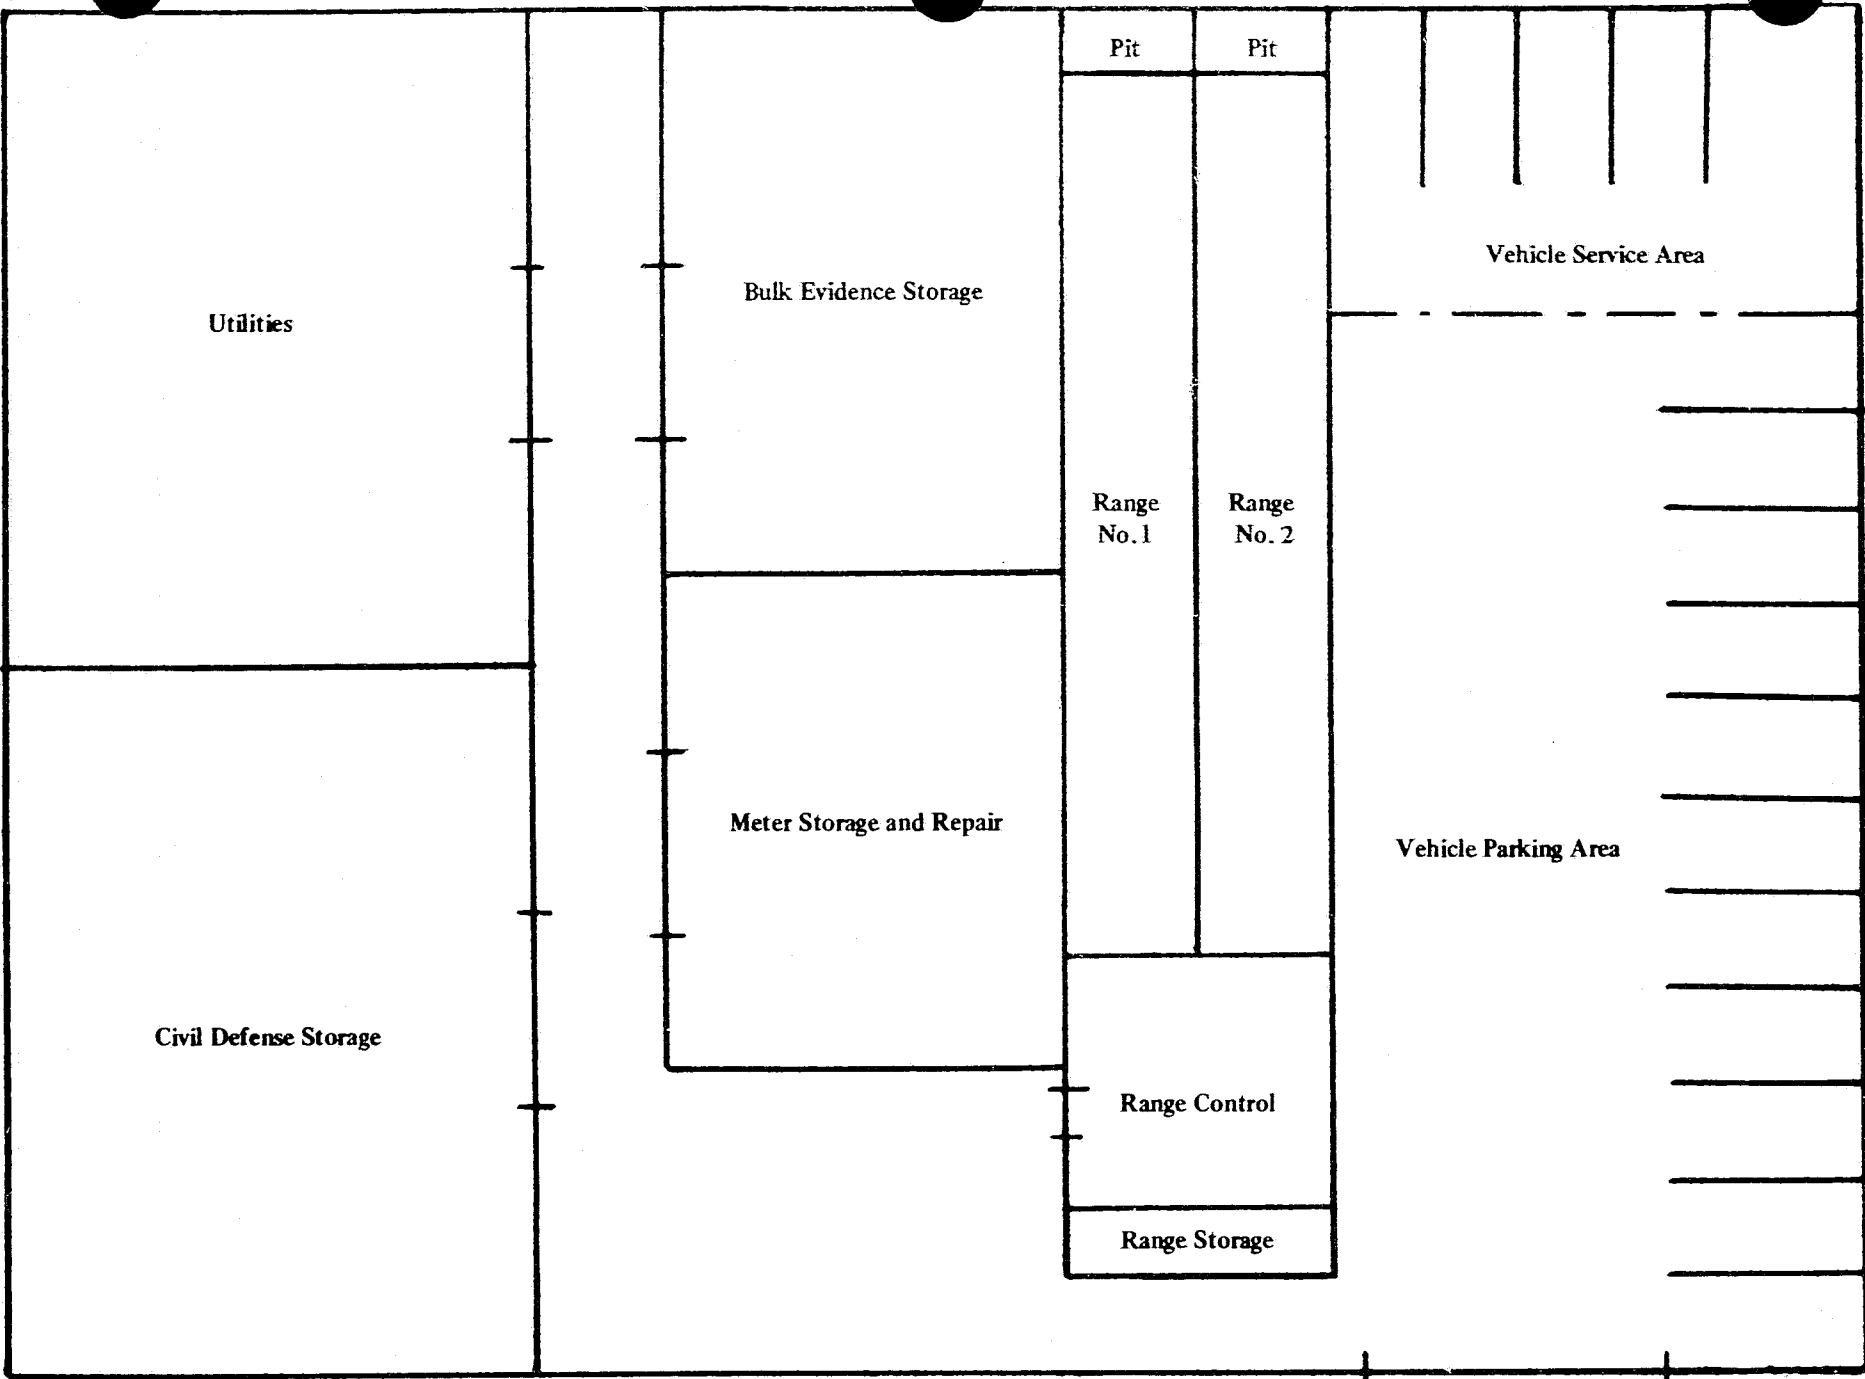 Pit
Pit
Vehicle Service Area
Bulk Evidence Storage
Utilities
Range
No. 1
Range
No. 2
Meter Storage and Repair
Vehicle Parking Area
Civil Defense Storage
Range Control
Range Storage